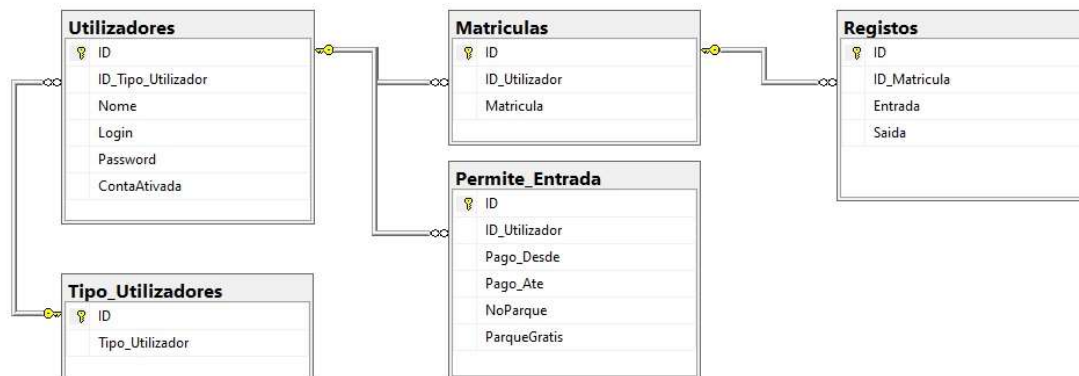 Utilizadores
ID
ID_Tipo_Utilizador
Nome
Login
Password
ContaAtivada
Matriculas
ID
ID_Utilizador
Matricula
Registos
ID
ID_Matricula
Entrada
Saida
Permite_Entrada
ID
ID_Utilizador
Pago_Desde
Pago_Ate
NoParque
ParqueGratis
Tipo_Utilizadores
ID
Tipo_Utilizador